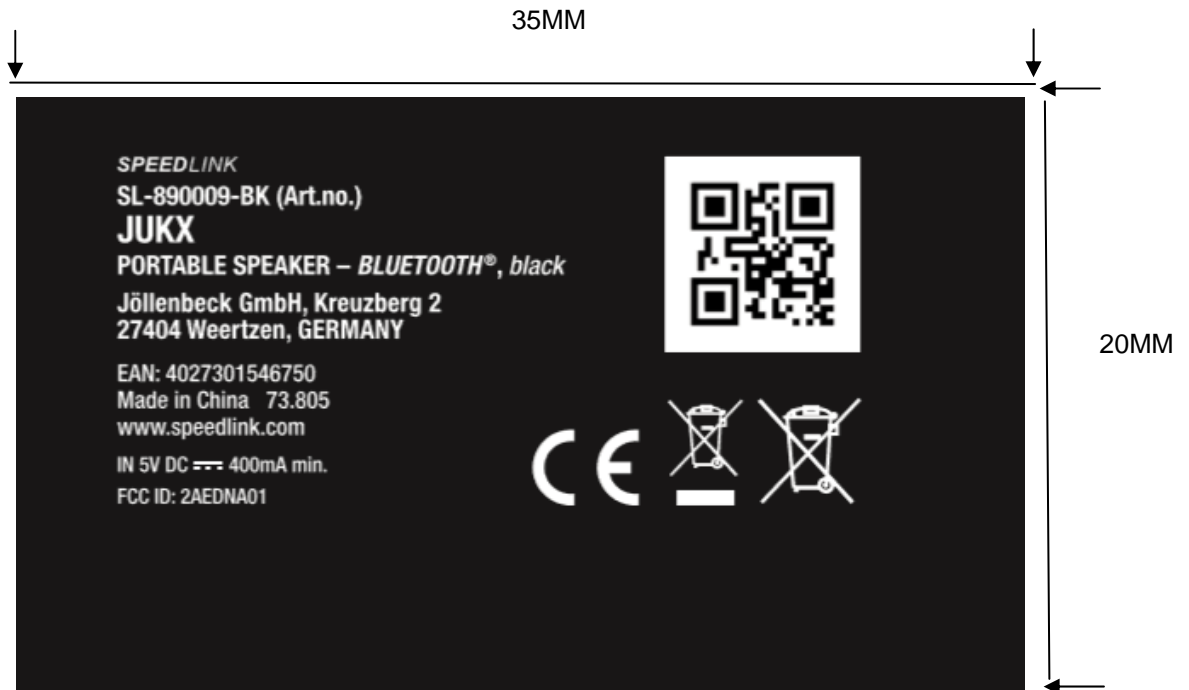 35MM
SPEEDLINK
SL-890009-BK (Art.no.)
JUKX
PORTABLE SPEAKER – BLUETOOTH®, black
Jöllenbeck GmbH, Kreuzberg 2
27404 Weertzen, GERMANY
EAN: 4027301546750
Made in China 73.805
www.speedlink.com
IN 5V DC ⎓ 400mA min.
FCC ID: 2AEDNA01
CE
20MM